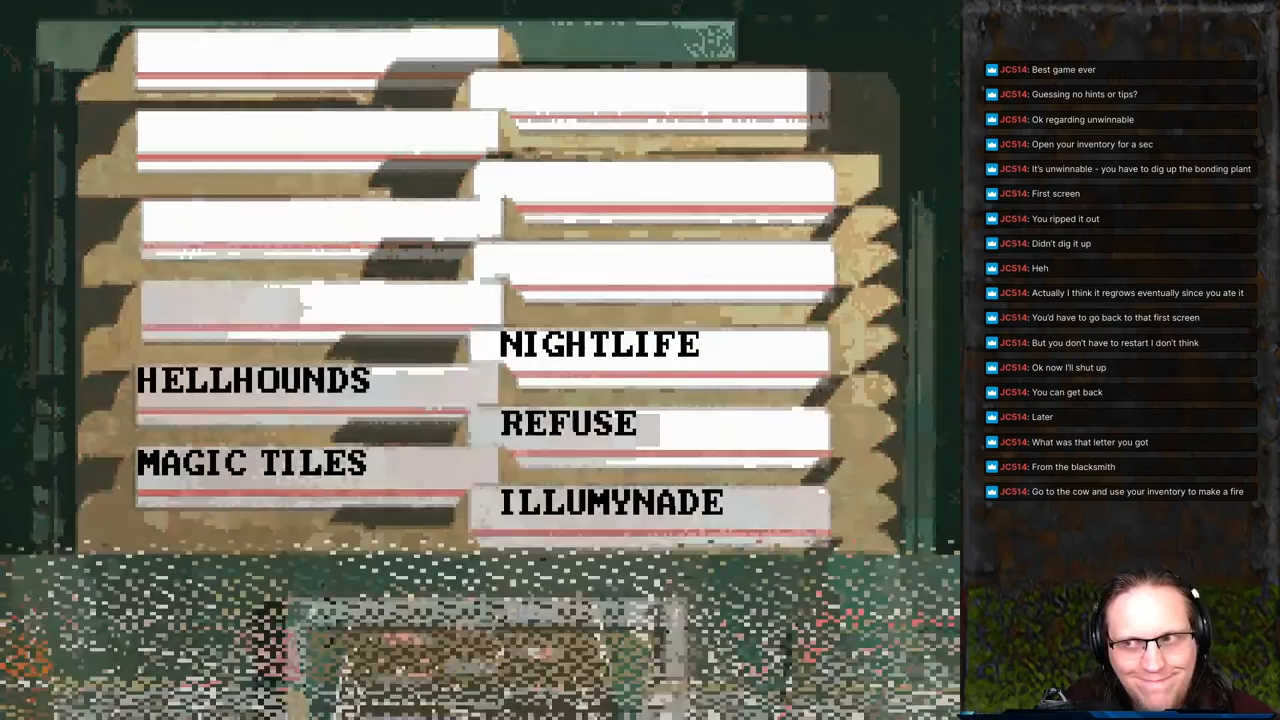 NIGHTLIFE
HELLHOUNDS
REFUSE
MAGIC TILES
ILLUMYNADE
JC514: Best game ever
JC514: Guessing no hints or tips?
JC514: Ok regarding unwinnable
JC514: Open your inventory for a sec
JC514: It's unwinnable - you have to dig up the bonding plant
JC514: First screen
JC514: You ripped it out
JC514: Didn't dig it up
JC514: Heh
JC514: Actually I think it regrows eventually since you ate it
JC514: You'd have to go back to that first screen
JC514: But you don't have to restart I don't think
JC514: Ok now I'll shut up
JC514: You can get back
JC514: Later
JC514: What was that letter you got
JC514: From the blacksmith
JC514: Go to the cow and use your inventory to make a fire